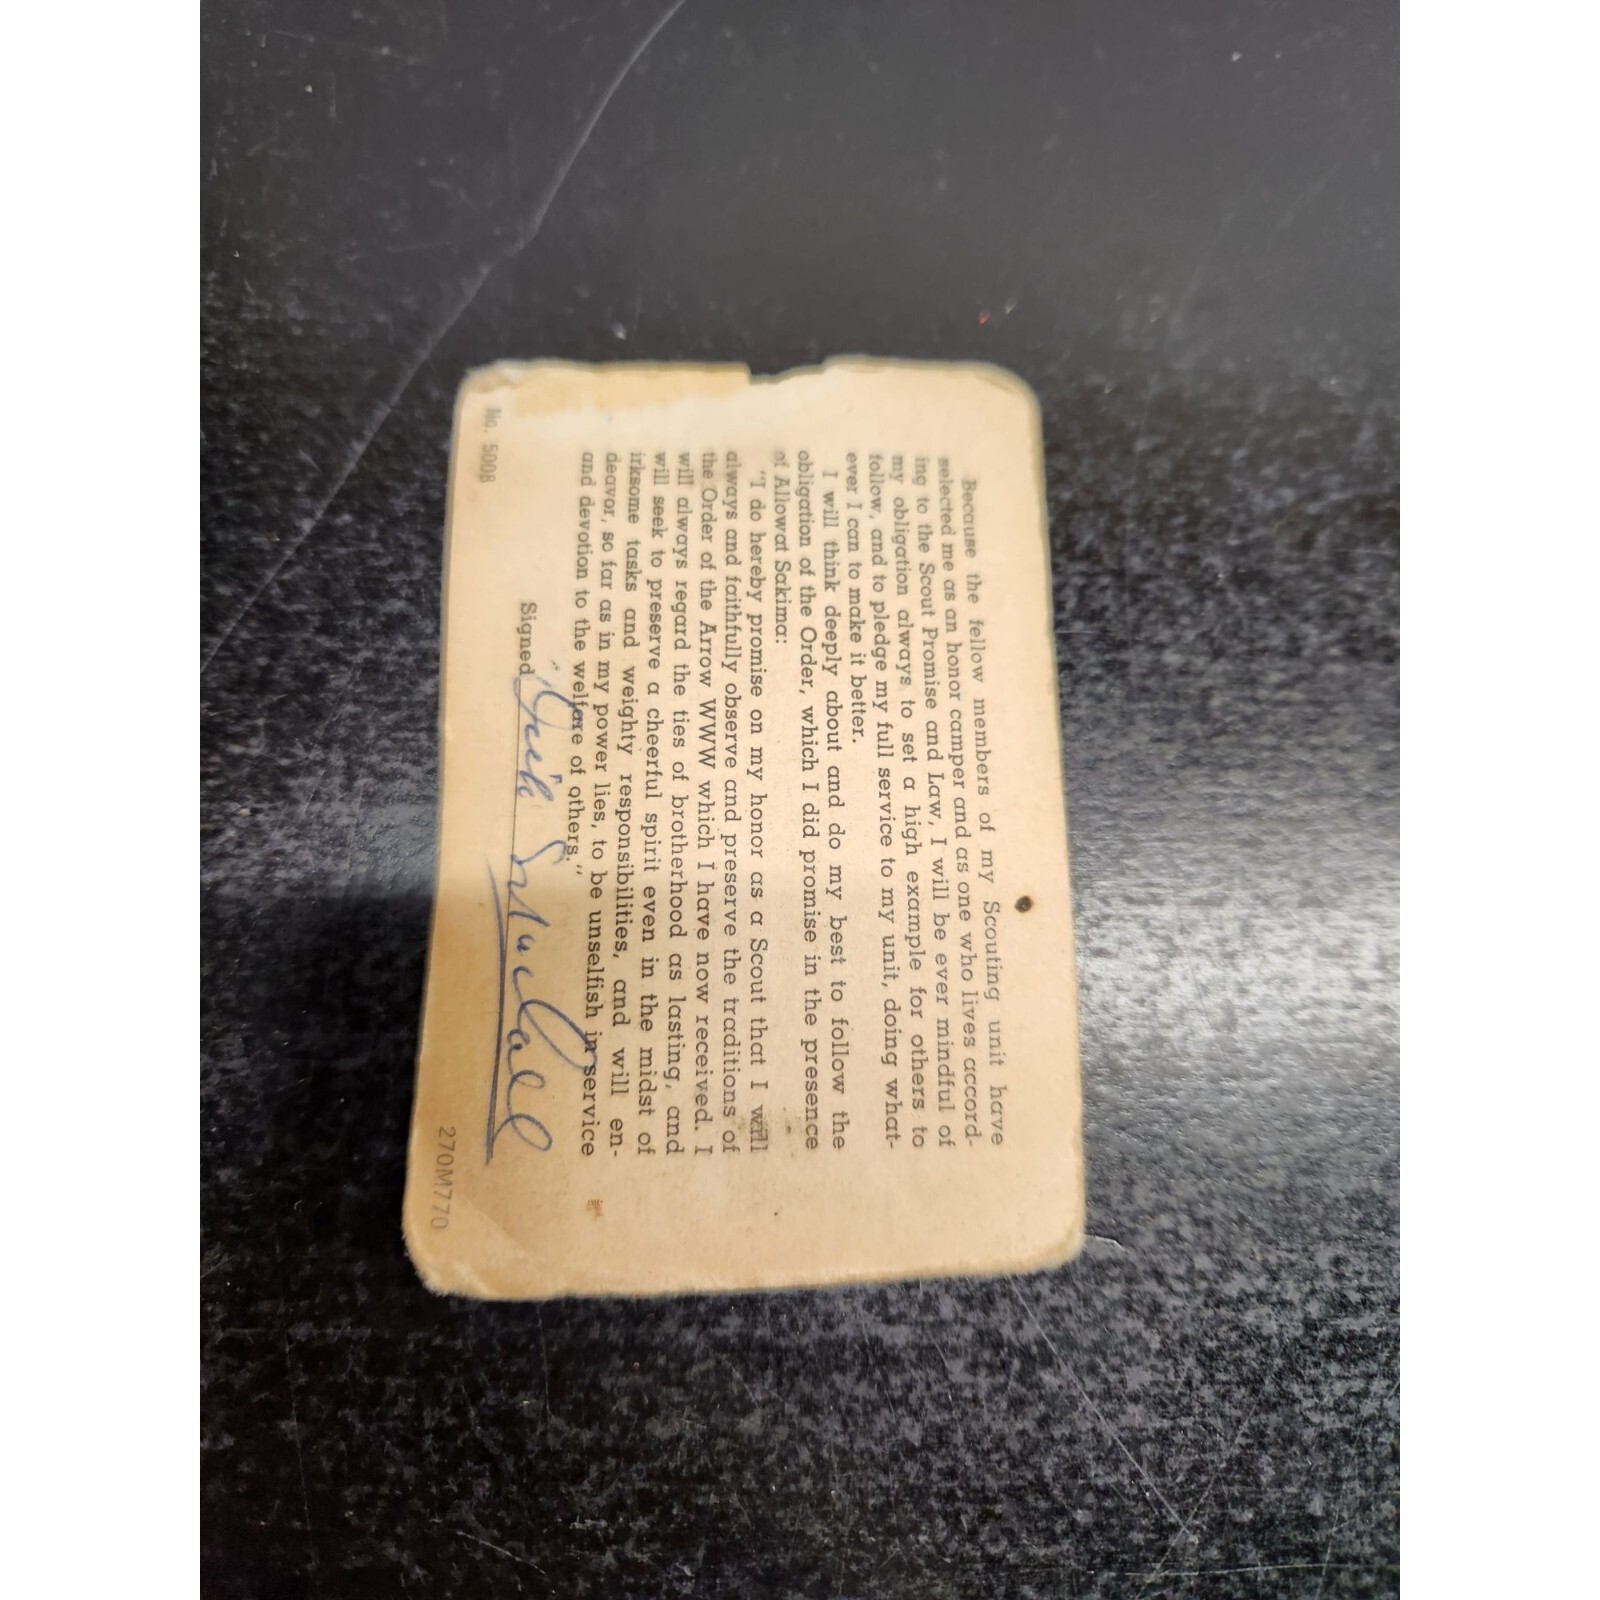 Because the fellow members of my Scouting unit have
selected me as an honor camper and as one who lives accord-
ing to the Scout Promise and Law, I will be ever mindful of
my obligation always to set a high example for others to
follow, and to pledge my full service to my unit, doing what-
ever I can to make it better.
I will think deeply about and do my best to follow the
obligation of the Order, which I did promise in the presence
of Allowat Sakima:
"I do hereby promise on my honor as a Scout that I will
always and faithfully observe and preserve the traditions of
the Order of the Arrow WWW which I have now received. I
will always regard the ties of brotherhood as lasting, and
will seek to preserve a cheerful spirit even in the midst of
irksome tasks and weighty responsibilities, and will en-
deavor, so far as in my power lies, to be unselfish in service
and devotion to the welfare of others."
Signed
No. 500B
270M770